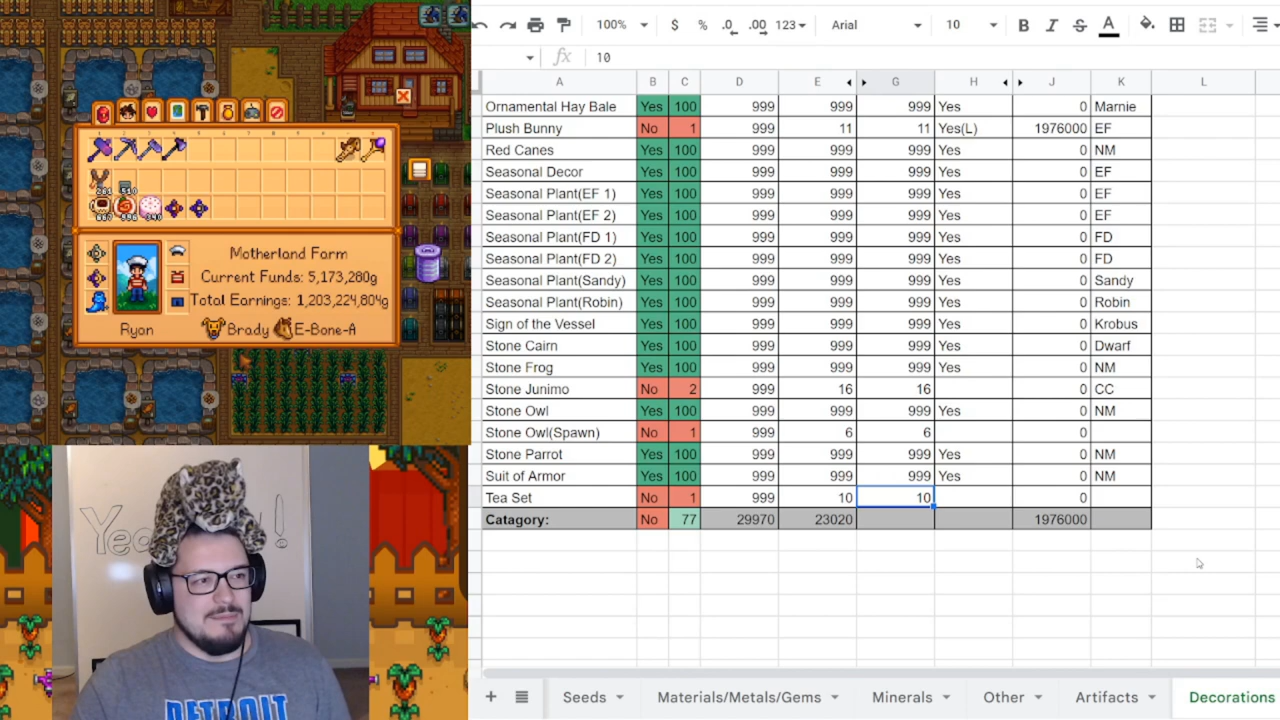 100% $ % .0 .00 123 Arial 10 B I S A
fx 10
A B C D E G H J K L
Ornamental Hay Bale Yes 100 999 999 999 Yes 0 Marnie
Plush Bunny No 1 999 11 11 Yes(L) 1976000 EF
Red Canes Yes 100 999 999 999 Yes 0 NM
Seasonal Decor Yes 100 999 999 999 Yes 0 EF
Seasonal Plant(EF 1) Yes 100 999 999 999 Yes 0 EF
Seasonal Plant(EF 2) Yes 100 999 999 999 Yes 0 EF
Seasonal Plant(FD 1) Yes 100 999 999 999 Yes 0 FD
Seasonal Plant(FD 2) Yes 100 999 999 999 Yes 0 FD
Seasonal Plant(Sandy) Yes 100 999 999 999 Yes 0 Sandy
Seasonal Plant(Robin) Yes 100 999 999 999 Yes 0 Robin
Sign of the Vessel Yes 100 999 999 999 Yes 0 Krobus
Stone Cairn Yes 100 999 999 999 Yes 0 Dwarf
Stone Frog Yes 100 999 999 999 Yes 0 NM
Stone Junimo No 2 999 16 16 0 CC
Stone Owl Yes 100 999 999 999 Yes 0 NM
Stone Owl(Spawn) No 1 999 6 6 0
Stone Parrot Yes 100 999 999 999 Yes 0 NM
Suit of Armor Yes 100 999 999 999 Yes 0 NM
Tea Set No 1 999 10 10 0
Catagory: No 77 29970 23020 1976000
Seeds Materials/Metals/Gems Minerals Other Artifacts Decorations
Motherland Farm
Current Funds: 5,173,280g
Total Earnings: 1,203,224,804g
Ryon Brady E-Bone-A
DETROIT